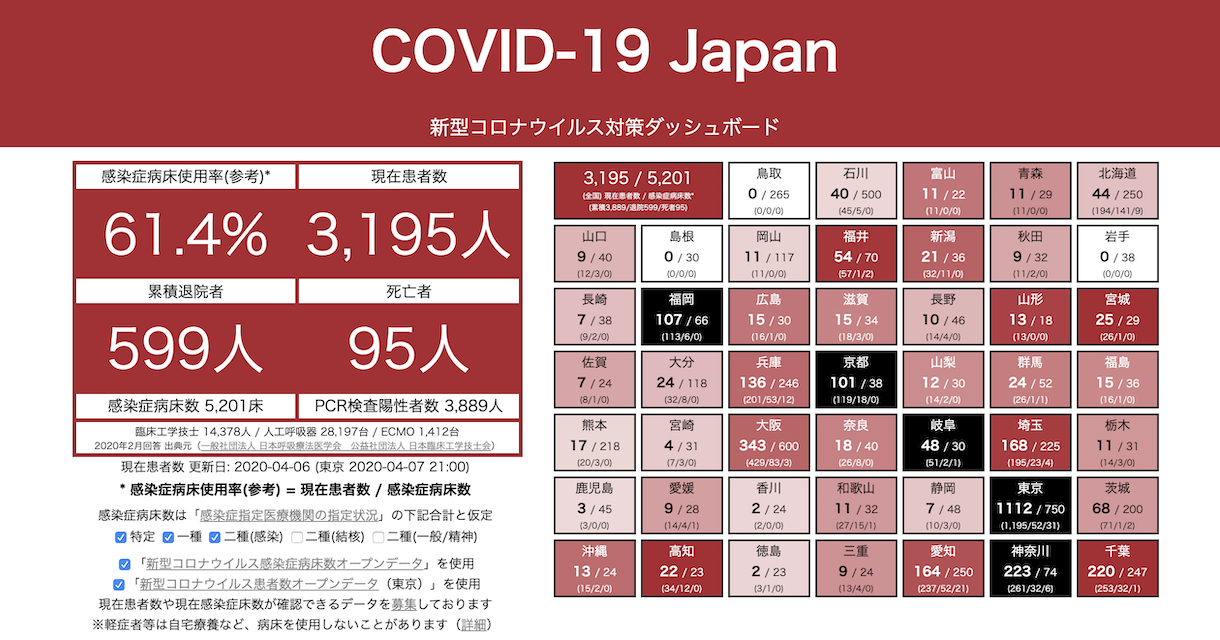 COVID-19 Japan
新型コロナウイルス対策ダッシュボード
感染症病床使用率(参考)*
現在患者数
61.4%
3,195人
累積退院者
死亡者
599人
95人
感染症病床数 5,201床
PCR検査陽性者数 3,889人
臨床工学技士 14,378人 / 人工呼吸器 28,197台 / ECMO 1,412台
2020年2月回答 出典元（一般社団法人 日本呼吸療法医学会　公益社団法人 日本臨床工学技士会）
現在患者数 更新日: 2020-04-06 (東京 2020-04-07 21:00)
* 感染症病床使用率(参考) = 現在患者数 / 感染症病床数
感染症病床数は「感染症指定医療機関の指定状況」の下記合計と仮定
特定 一種 二種(感染) 二種(結核) 二種(一般/精神)
「新型コロナウイルス感染症病床数オープンデータ」を使用
「新型コロナウイルス患者数オープンデータ（東京）」を使用
現在患者数や現在感染症床数が確認できるデータを募集しております
※軽症者等は自宅療養など、病床を使用しないことがあります（詳細）
3,195 / 5,201
(全国) 現在患者数 / 感染症病床数*
(累積3,889/退院599/死者95)
鳥取
0 / 265
(0/0/0)
石川
40 / 500
(45/5/0)
富山
11 / 22
(11/0/0)
青森
11 / 29
(11/0/0)
北海道
44 / 250
(194/141/9)
山口
9 / 40
(12/3/0)
島根
0 / 30
(0/0/0)
岡山
11 / 117
(11/0/0)
福井
54 / 70
(57/1/2)
新潟
21 / 36
(32/11/0)
秋田
9 / 32
(11/2/0)
岩手
0 / 38
(0/0/0)
長崎
7 / 38
(9/2/0)
福岡
107 / 66
(113/6/0)
広島
15 / 30
(16/1/0)
滋賀
15 / 34
(18/3/0)
長野
10 / 46
(14/4/0)
山形
13 / 18
(13/0/0)
宮城
25 / 29
(26/1/0)
佐賀
7 / 24
(8/1/0)
大分
24 / 118
(32/8/0)
兵庫
136 / 246
(201/53/12)
京都
101 / 38
(119/18/0)
山梨
12 / 30
(14/2/0)
群馬
24 / 52
(26/1/1)
福島
15 / 36
(16/1/0)
熊本
17 / 218
(20/3/0)
宮崎
4 / 31
(7/3/0)
大阪
343 / 600
(429/83/3)
奈良
18 / 40
(26/8/0)
岐阜
48 / 30
(51/2/1)
埼玉
168 / 225
(195/23/4)
栃木
11 / 31
(14/3/0)
鹿児島
3 / 45
(3/0/0)
愛媛
9 / 28
(14/4/1)
香川
2 / 24
(2/0/0)
和歌山
11 / 32
(27/15/1)
静岡
7 / 48
(10/3/0)
東京
1112 / 750
(1,195/52/31)
茨城
68 / 200
(71/1/2)
沖縄
13 / 24
(15/2/0)
高知
22 / 23
(34/12/0)
徳島
2 / 23
(3/1/0)
三重
9 / 24
(13/4/0)
愛知
164 / 250
(237/52/21)
神奈川
223 / 74
(261/32/6)
千葉
220 / 247
(253/32/1)